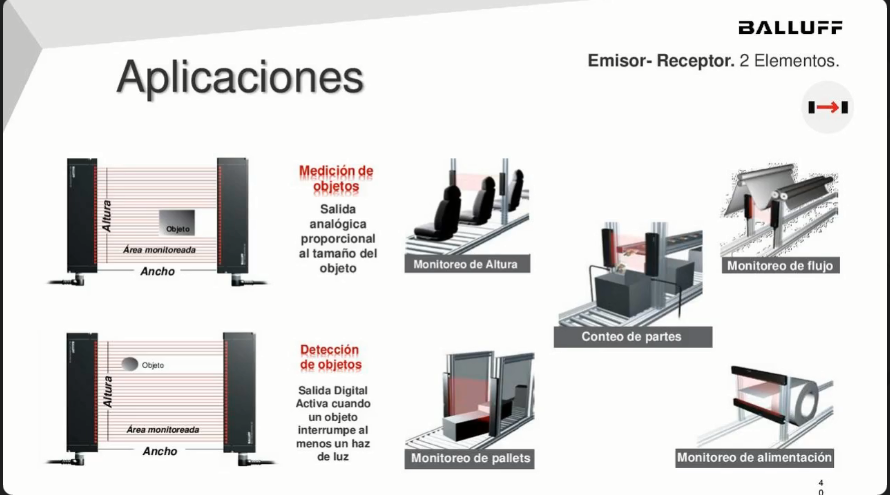 BALLUFF
Aplicaciones
Emisor- Receptor. 2 Elementos.
Altura
Objeto
Área monitoreada
Ancho
Medición de
objetos
Salida
analógica
proporcional
al tamaño del
objeto
Monitoreo de Altura
Conteo de partes
Monitoreo de flujo
Altura
Objeto
Área monitoreada
Ancho
Detección
de objetos
Salida Digital
Activa cuando
un objeto
interrumpe al
menos un haz
de luz
Monitoreo de pallets
Monitoreo de alimentación
4
0